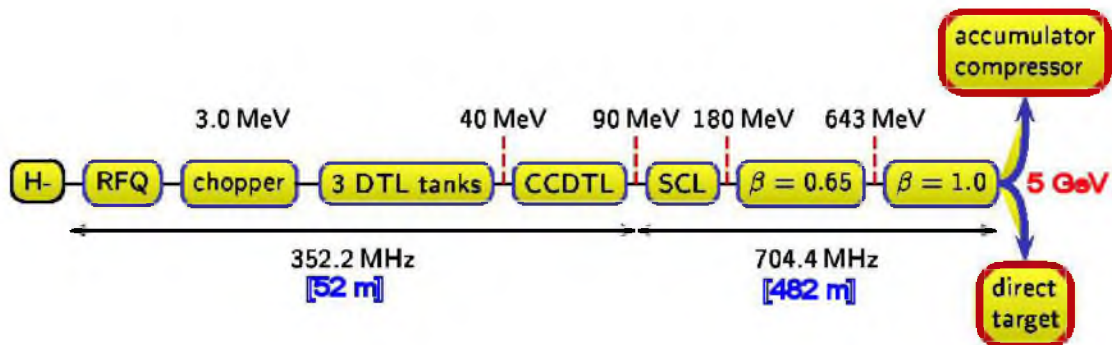 accumulator
compressor
3.0 MeV
40 MeV
90 MeV
180 MeV
643 MeV
H-
RFQ
chopper
3 DTL tanks
CCDTL
SCL
β = 0.65
β = 1.0
5 GeV
352.2 MHz
[52 m]
704.4 MHz
[482 m]
direct
target